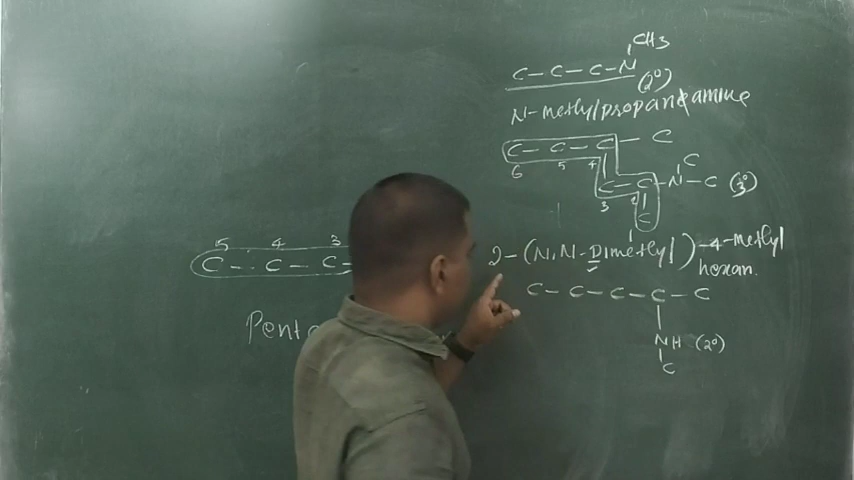 CH3
C - C - C - N (2°)
N-methylpropaneamine
C - C - C - C
6 5 4 C
C - C - N - C (3°)
3 2
C
1
5 4 3
C - C - C
2-(N,N-Dimethyl)-4-methyl
hexan.
C - C - C - C - C
Pent
NH (2°)
C